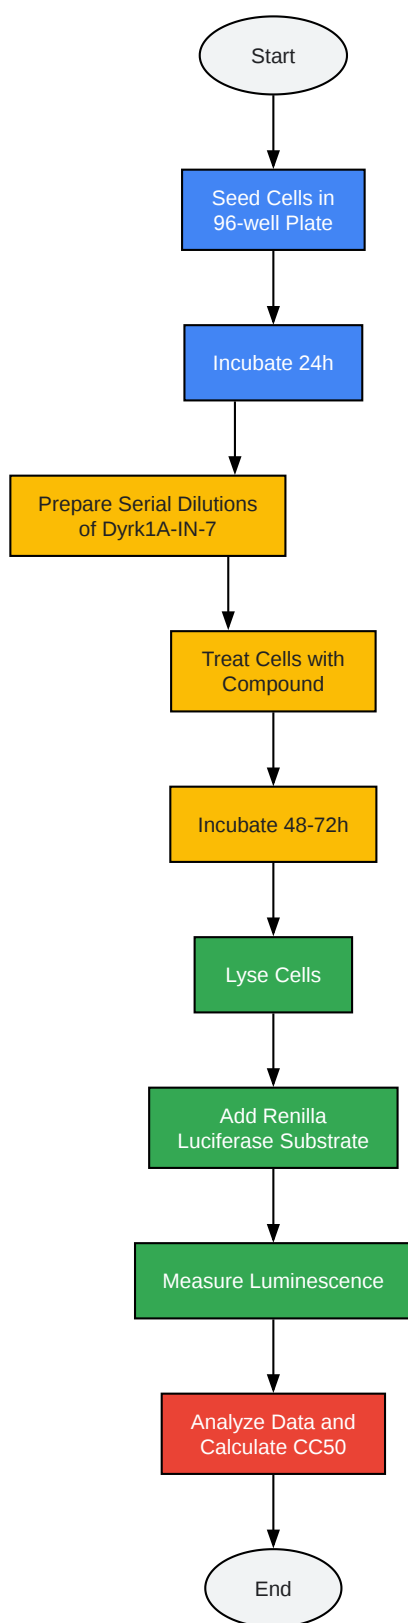 Start
Seed Cells in
96-well Plate
Incubate 24h
Prepare Serial Dilutions
of Dyrk1A-IN-7
Treat Cells with
Compound
Incubate 48-72h
Lyse Cells
Add Renilla
Luciferase Substrate
Measure Luminescence
Analyze Data and
Calculate CC50
End